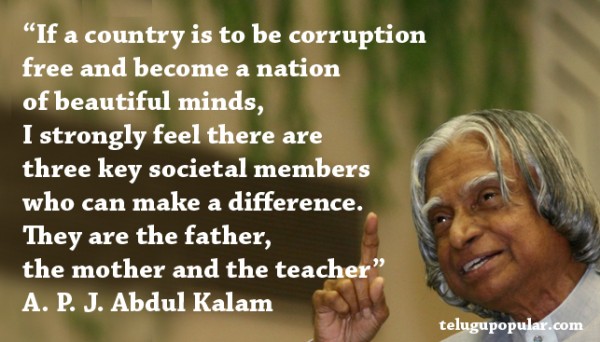 “If a country is to be corruption
free and become a nation
of beautiful minds,
I strongly feel there are
three key societal members
who can make a difference.
They are the father,
the mother and the teacher”
A. P. J. Abdul Kalam
telugupopular.com